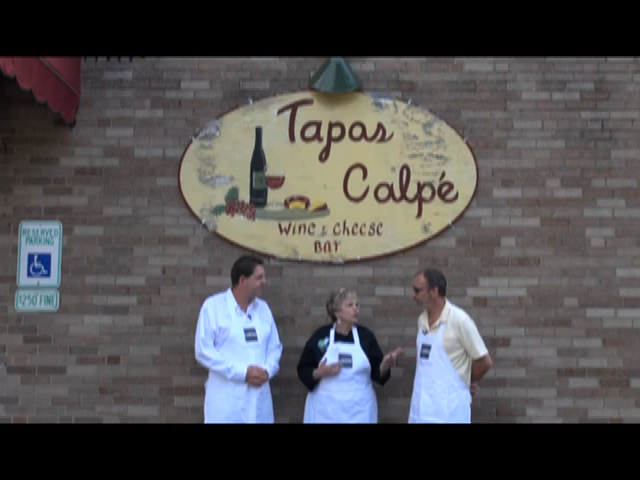 Tapas
Calpé
WINE & CHEESE
BAR
RESERVED
PARKING
$250 FINE